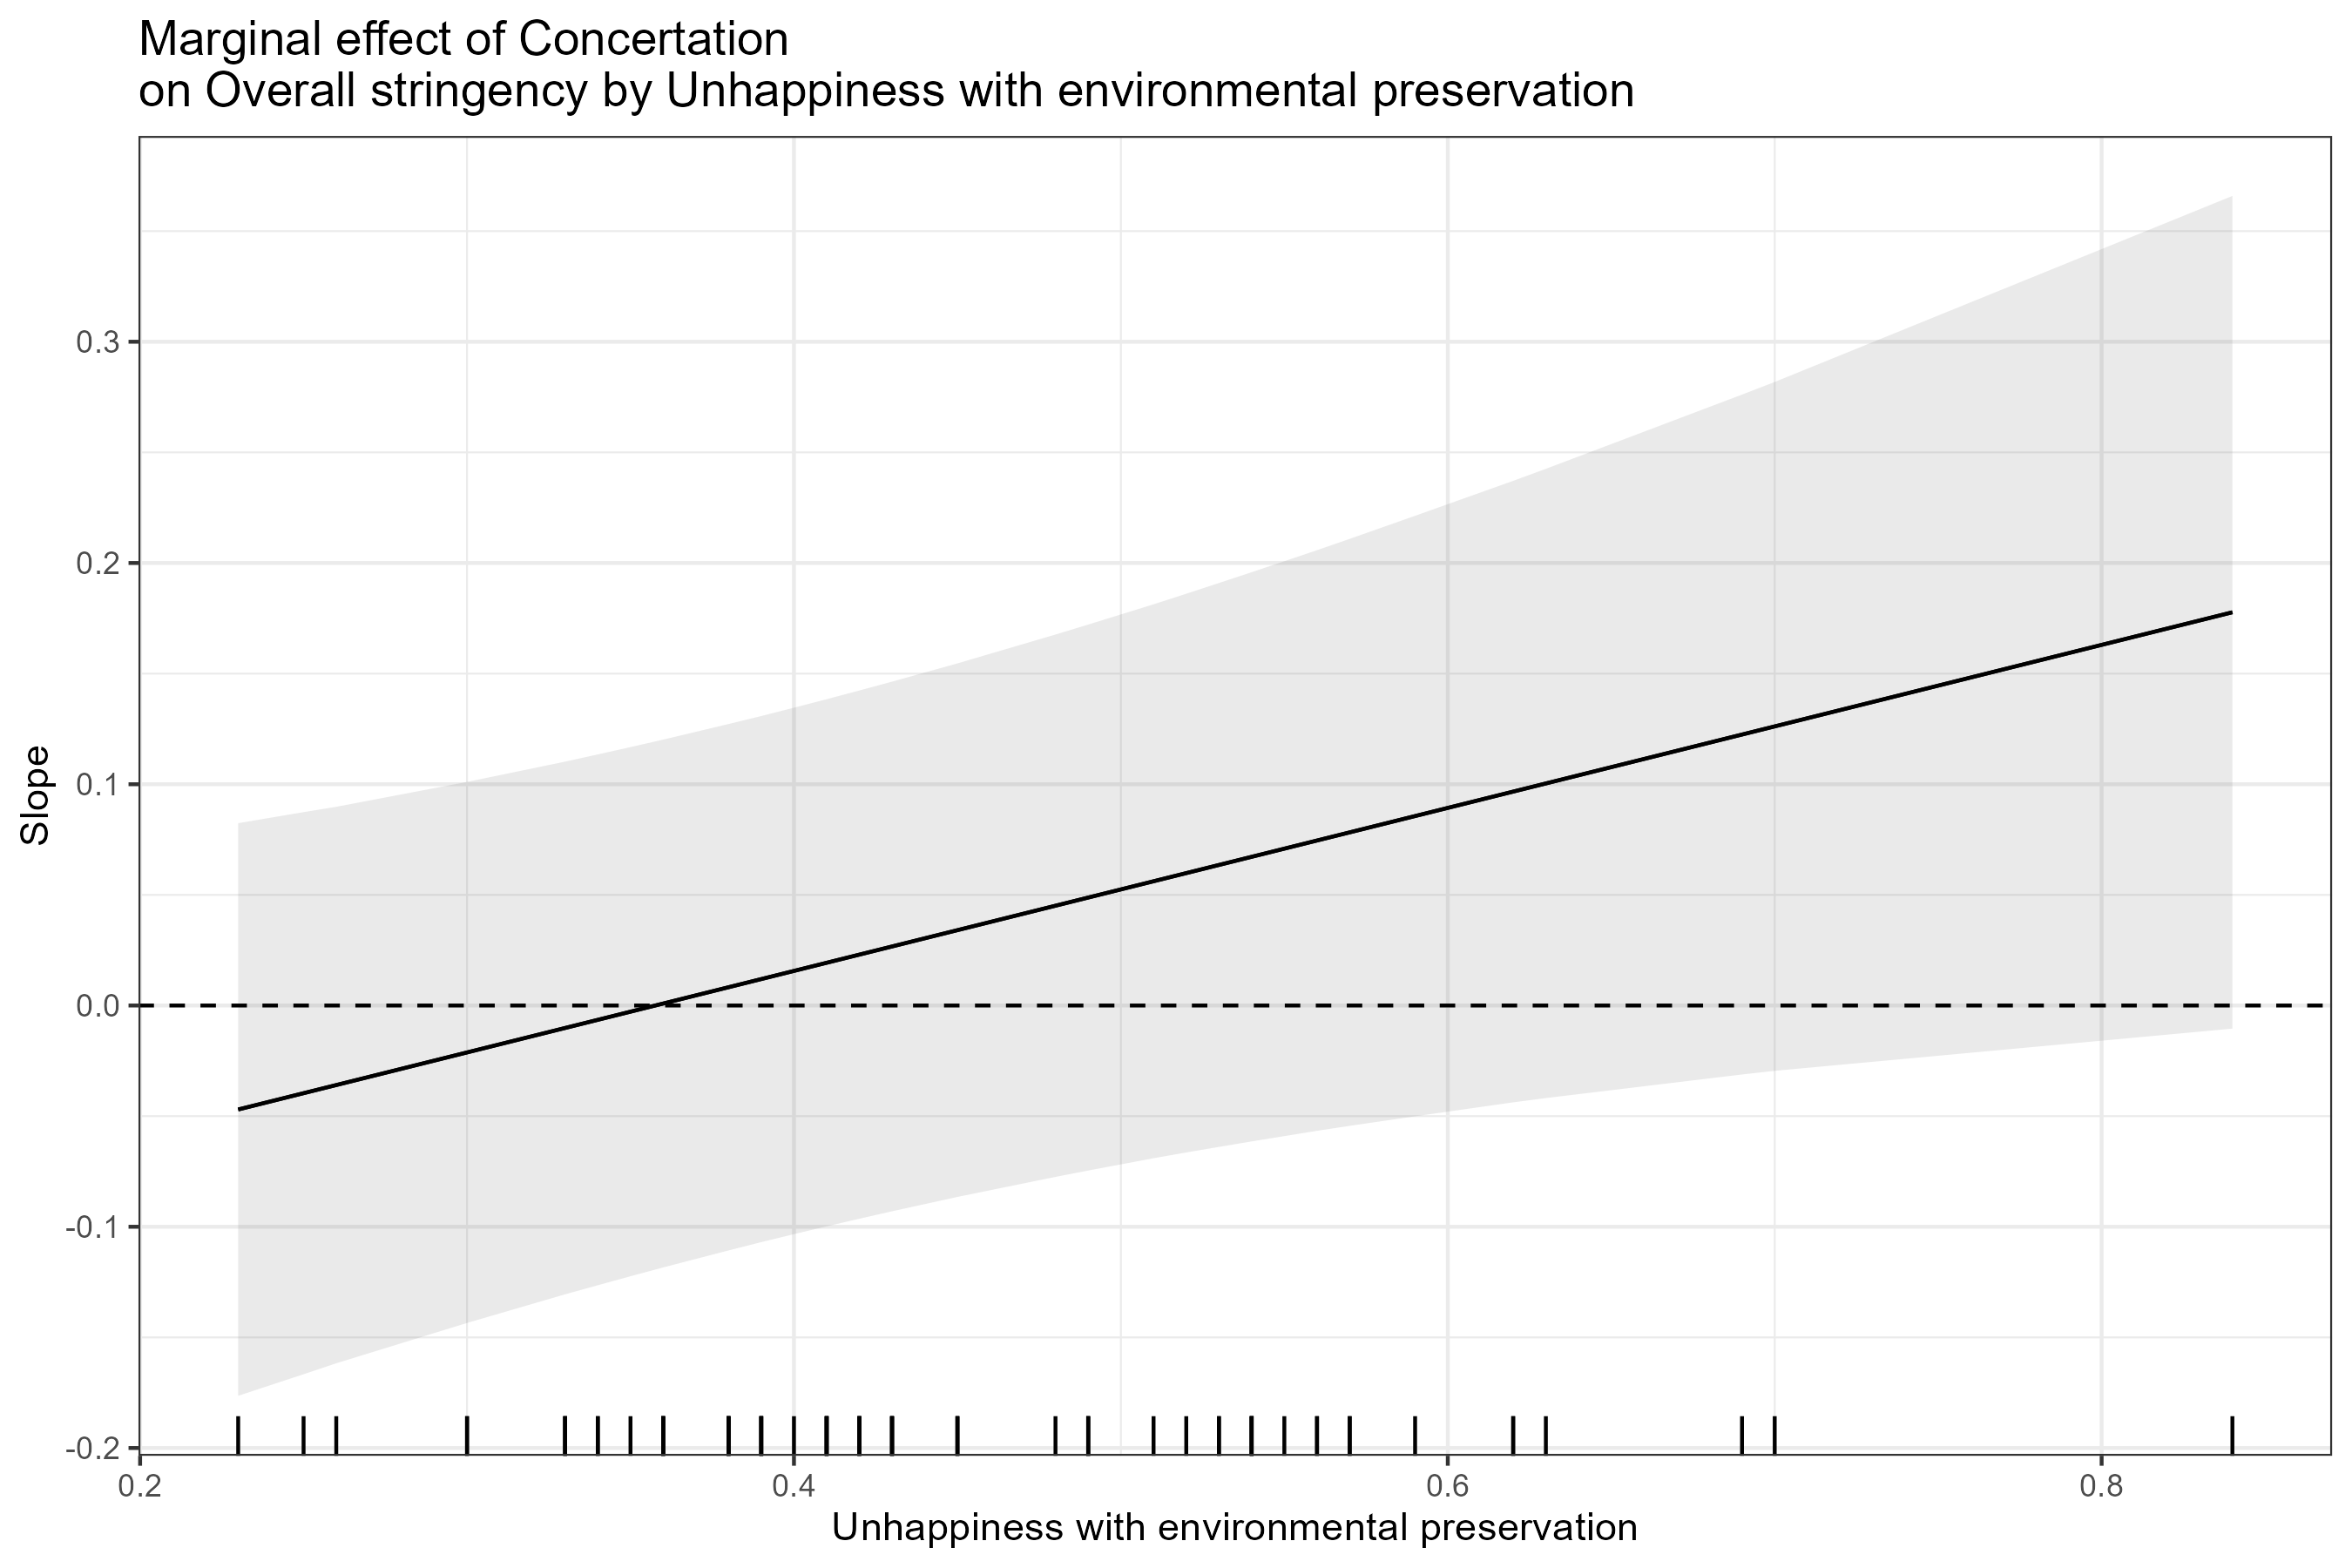 Marginal effect of Concertation
on Overall stringency by Unhappiness with environmental preservation
Slope
0.3
0.2
0.1
0.0
-0.1
-0.2
0.2 0.4 0.6 0.8
Unhappiness with environmental preservation